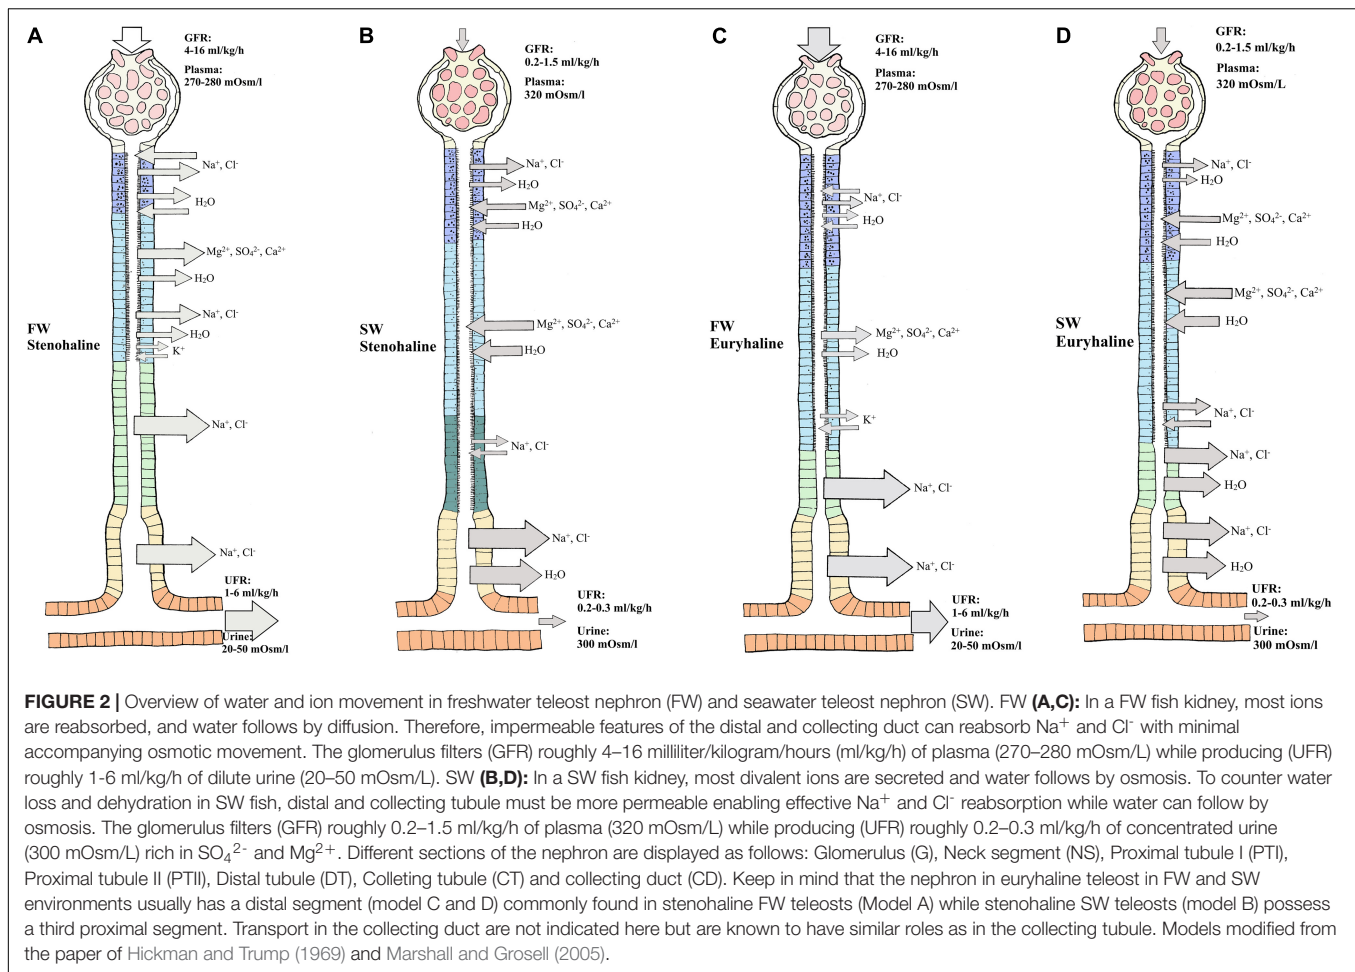 A
GFR:
4-16 ml/kg/h
Plasma:
270-280 mOsm/l
Na⁺, Cl⁻
H₂O
Mg²⁺, SO₄²⁻, Ca²⁺
H₂O
Na⁺, Cl⁻
H₂O
K⁺
FW
Stenohaline
Na⁺, Cl⁻
Na⁺, Cl⁻
UFR:
1-6 ml/kg/h
Urine:
20-50 mOsm/l
B
GFR:
0.2-1.5 ml/kg/h
Plasma:
320 mOsm/l
Na⁺, Cl⁻
H₂O
Mg²⁺, SO₄²⁻, Ca²⁺
H₂O
SW
Stenohaline
Mg²⁺, SO₄²⁻, Ca²⁺
H₂O
Na⁺, Cl⁻
Na⁺, Cl⁻
H₂O
UFR:
0.2-0.3 ml/kg/h
Urine:
300 mOsm/l
C
GFR:
4-16 ml/kg/h
Plasma:
270-280 mOsm/l
Na⁺, Cl⁻
H₂O
FW
Euryhaline
Mg²⁺, SO₄²⁻, Ca²⁺
H₂O
K⁺
Na⁺, Cl⁻
Na⁺, Cl⁻
UFR:
1-6 ml/kg/h
Urine:
20-50 mOsm/l
D
GFR:
0.2-1.5 ml/kg/h
Plasma:
320 mOsm/L
Na⁺, Cl⁻
H₂O
Mg²⁺, SO₄²⁻, Ca²⁺
H₂O
Mg²⁺, SO₄²⁻, Ca²⁺
H₂O
SW
Euryhaline
Na⁺, Cl⁻
Na⁺, Cl⁻
H₂O
Na⁺, Cl⁻
H₂O
UFR:
0.2-0.3 ml/kg/h
Urine:
300 mOsm/l
FIGURE 2 | Overview of water and ion movement in freshwater teleost nephron (FW) and seawater teleost nephron (SW). FW (A,C): In a FW fish kidney, most ions
are reabsorbed, and water follows by diffusion. Therefore, impermeable features of the distal and collecting duct can reabsorb Na⁺ and Cl⁻ with minimal
accompanying osmotic movement. The glomerulus filters (GFR) roughly 4–16 milliliter/kilogram/hours (ml/kg/h) of plasma (270–280 mOsm/L) while producing (UFR)
roughly 1-6 ml/kg/h of dilute urine (20–50 mOsm/L). SW (B,D): In a SW fish kidney, most divalent ions are secreted and water follows by osmosis. To counter water
loss and dehydration in SW fish, distal and collecting tubule must be more permeable enabling effective Na⁺ and Cl⁻ reabsorption while water can follow by
osmosis. The glomerulus filters (GFR) roughly 0.2–1.5 ml/kg/h of plasma (320 mOsm/L) while producing (UFR) roughly 0.2–0.3 ml/kg/h of concentrated urine
(300 mOsm/L) rich in SO₄²⁻ and Mg²⁺. Different sections of the nephron are displayed as follows: Glomerulus (G), Neck segment (NS), Proximal tubule I (PTI),
Proximal tubule II (PTII), Distal tubule (DT), Colleting tubule (CT) and collecting duct (CD). Keep in mind that the nephron in euryhaline teleost in FW and SW
environments usually has a distal segment (model C and D) commonly found in stenohaline FW teleosts (Model A) while stenohaline SW teleosts (model B) possess
a third proximal segment. Transport in the collecting duct are not indicated here but are known to have similar roles as in the collecting tubule. Models modified from
the paper of Hickman and Trump (1969) and Marshall and Grosell (2005).